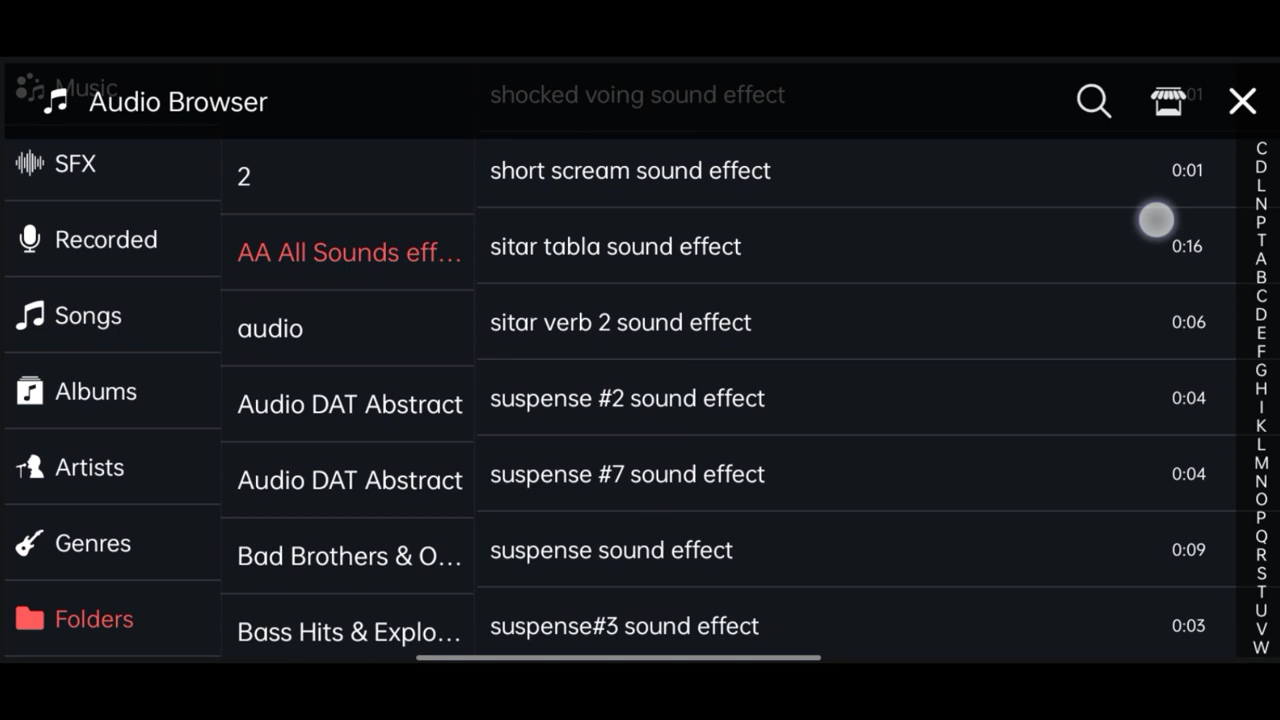 Music
Audio Browser
SFX
Recorded
Songs
Albums
Artists
Genres
Folders
2
AA All Sounds eff...
audio
Audio DAT Abstract
Audio DAT Abstract
Bad Brothers & O...
Bass Hits & Explo...
shocked voing sound effect :01
short scream sound effect 0:01
sitar tabla sound effect 0:16
sitar verb 2 sound effect 0:06
suspense #2 sound effect 0:04
suspense #7 sound effect 0:04
suspense sound effect 0:09
suspense#3 sound effect 0:03
C
D
L
N
P
T
A
B
C
D
E
F
G
H
I
K
L
M
N
O
P
Q
R
S
T
U
V
W